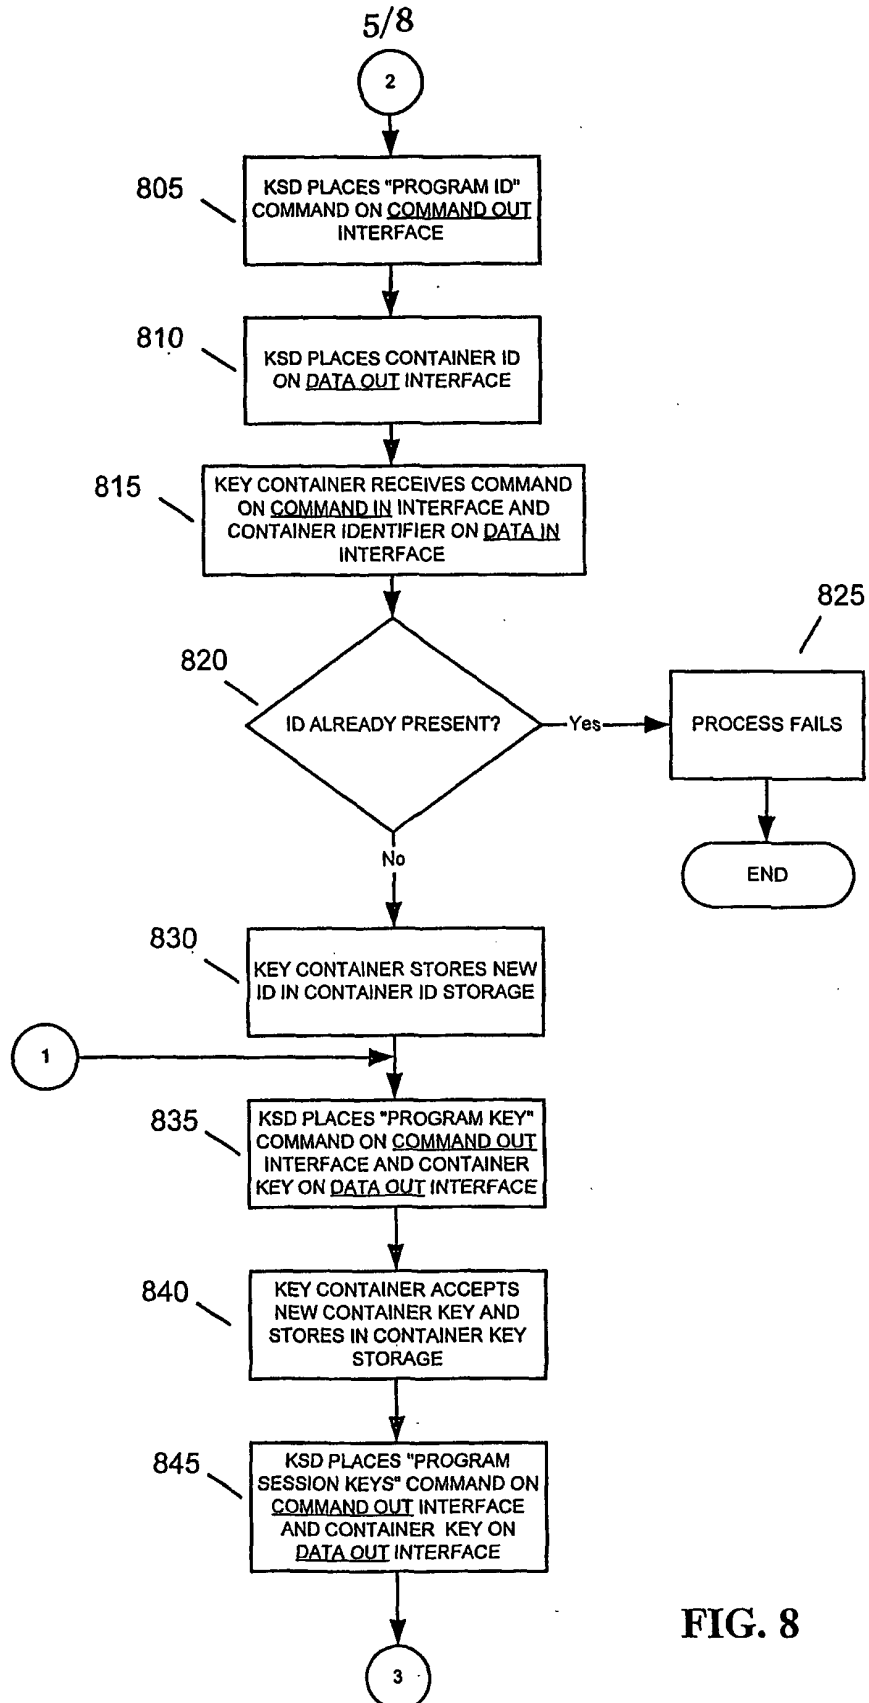 5/8
2
805
KSD PLACES "PROGRAM ID"
COMMAND ON COMMAND OUT
INTERFACE
810
KSD PLACES CONTAINER ID
ON DATA OUT INTERFACE
815
KEY CONTAINER RECEIVES COMMAND
ON COMMAND IN INTERFACE AND
CONTAINER IDENTIFIER ON DATA IN
INTERFACE
820
ID ALREADY PRESENT?
Yes
825
PROCESS FAILS
END
No
830
KEY CONTAINER STORES NEW
ID IN CONTAINER ID STORAGE
1
835
KSD PLACES "PROGRAM KEY"
COMMAND ON COMMAND OUT
INTERFACE AND CONTAINER
KEY ON DATA OUT INTERFACE
840
KEY CONTAINER ACCEPTS
NEW CONTAINER KEY AND
STORES IN CONTAINER KEY
STORAGE
845
KSD PLACES "PROGRAM
SESSION KEYS" COMMAND ON
COMMAND OUT INTERFACE
AND CONTAINER KEY ON
DATA OUT INTERFACE
3
FIG. 8